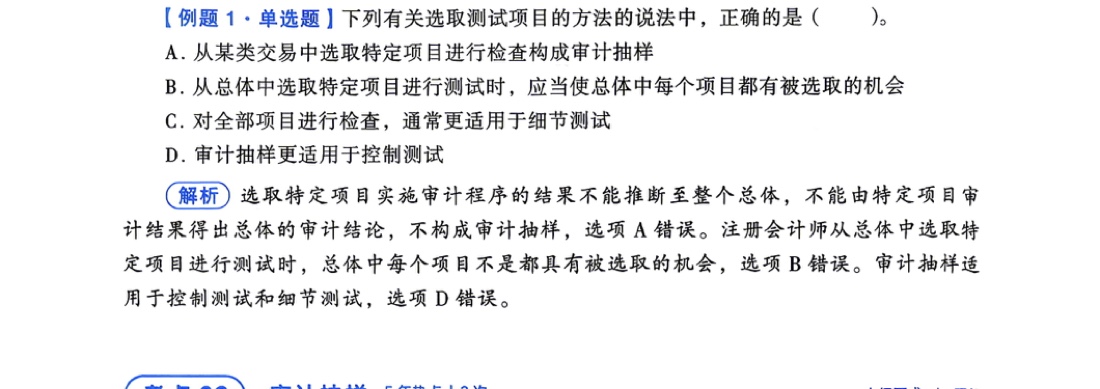 【例题 1·单选题】下列有关选取测试项目的方法的说法中，正确的是（  ）。
A. 从某类交易中选取特定项目进行检查构成审计抽样
B. 从总体中选取特定项目进行测试时，应当使总体中每个项目都有被选取的机会
C. 对全部项目进行检查，通常更适用于细节测试
D. 审计抽样更适用于控制测试
解析 选取特定项目实施审计程序的结果不能推断至整个总体，不能由特定项目审
计结果得出总体的审计结论，不构成审计抽样，选项 A 错误。注册会计师从总体中选取特
定项目进行测试时，总体中每个项目不是都具有被选取的机会，选项 B 错误。审计抽样适
用于控制测试和细节测试，选项 D 错误。